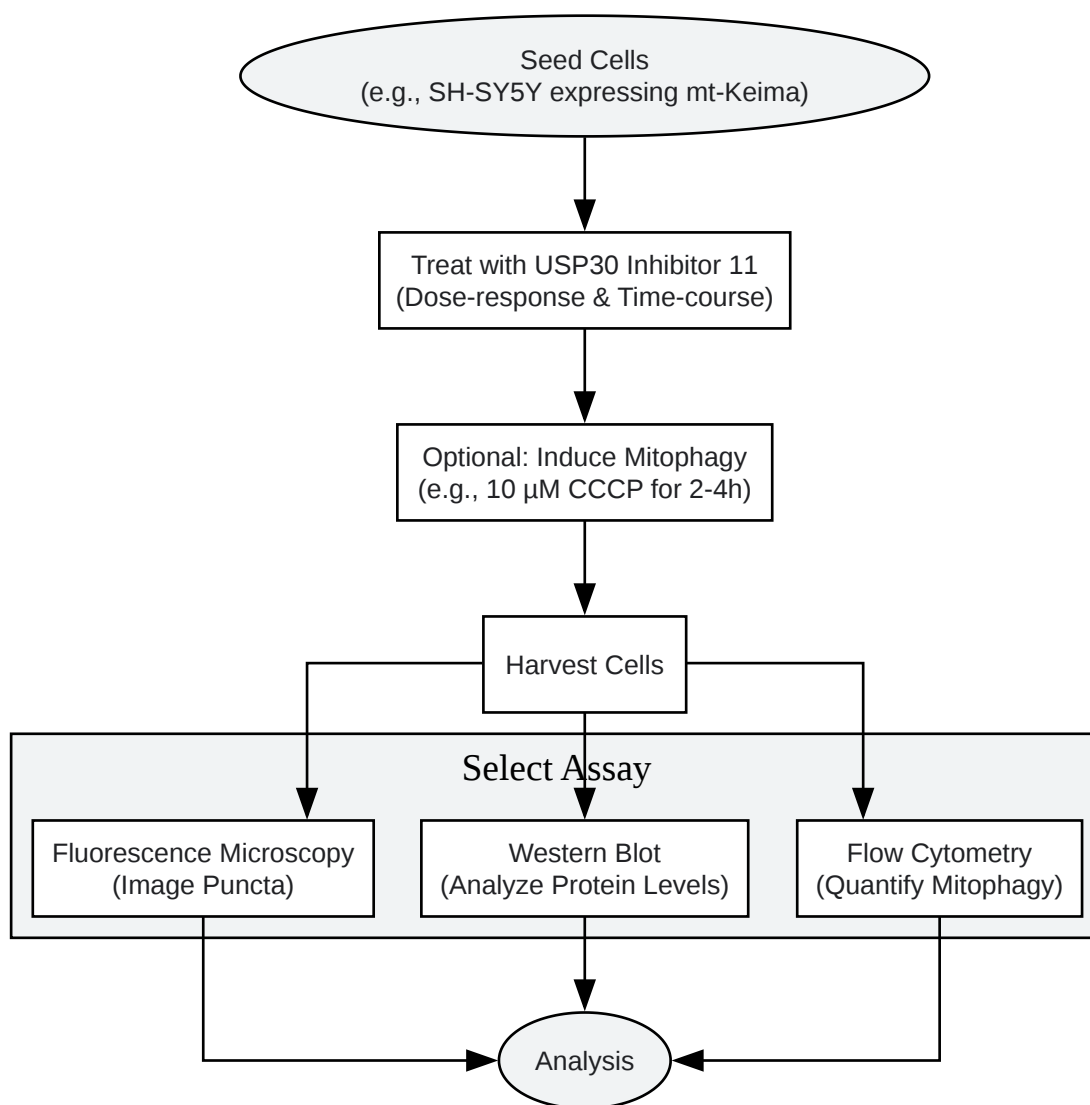 Seed Cells
(e.g., SH-SY5Y expressing mt-Keima)
Treat with USP30 Inhibitor 11
(Dose-response & Time-course)
Optional: Induce Mitophagy
(e.g., 10 µM CCCP for 2-4h)
Harvest Cells
Select Assay
Fluorescence Microscopy
(Image Puncta)
Western Blot
(Analyze Protein Levels)
Flow Cytometry
(Quantify Mitophagy)
Analysis